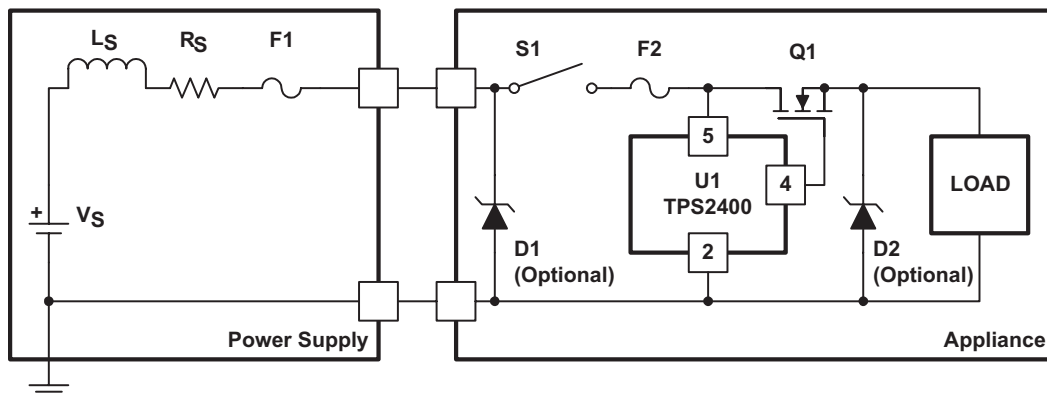 LS
RS
F1
S1
F2
Q1
5
U1
TPS2400
4
LOAD
+
VS
D1
(Optional)
2
D2
(Optional)
Power Supply
Appliance